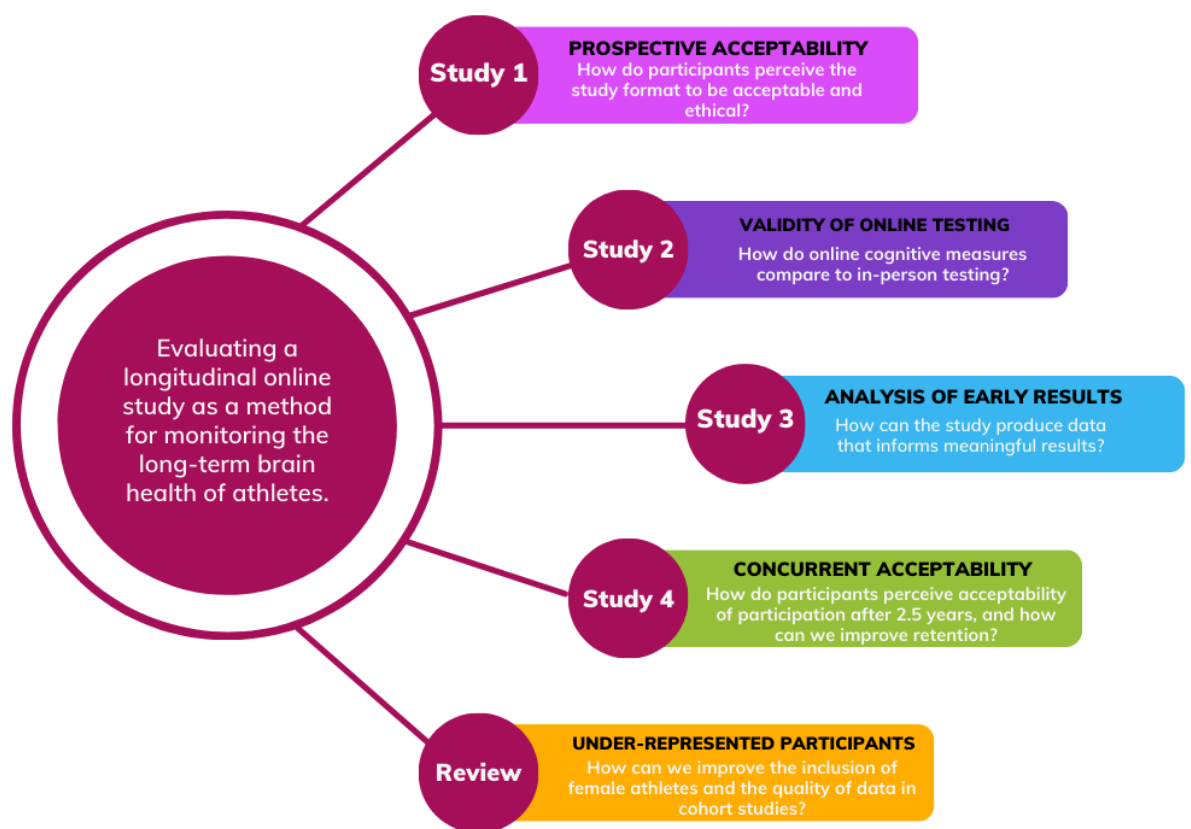 Study 1
PROSPECTIVE ACCEPTABILITY
How do participants perceive the
study format to be acceptable and
ethical?
Study 2
VALIDITY OF ONLINE TESTING
How do online cognitive measures
compare to in-person testing?
Evaluating a
longitudinal online
study as a method
for monitoring the
long-term brain
health of athletes.
Study 3
ANALYSIS OF EARLY RESULTS
How can the study produce data
that informs meaningful results?
Study 4
CONCURRENT ACCEPTABILITY
How do participants perceive acceptability
of participation after 2.5 years, and how
can we improve retention?
Review
UNDER-REPRESENTED PARTICIPANTS
How can we improve the inclusion of
female athletes and the quality of data in
cohort studies?